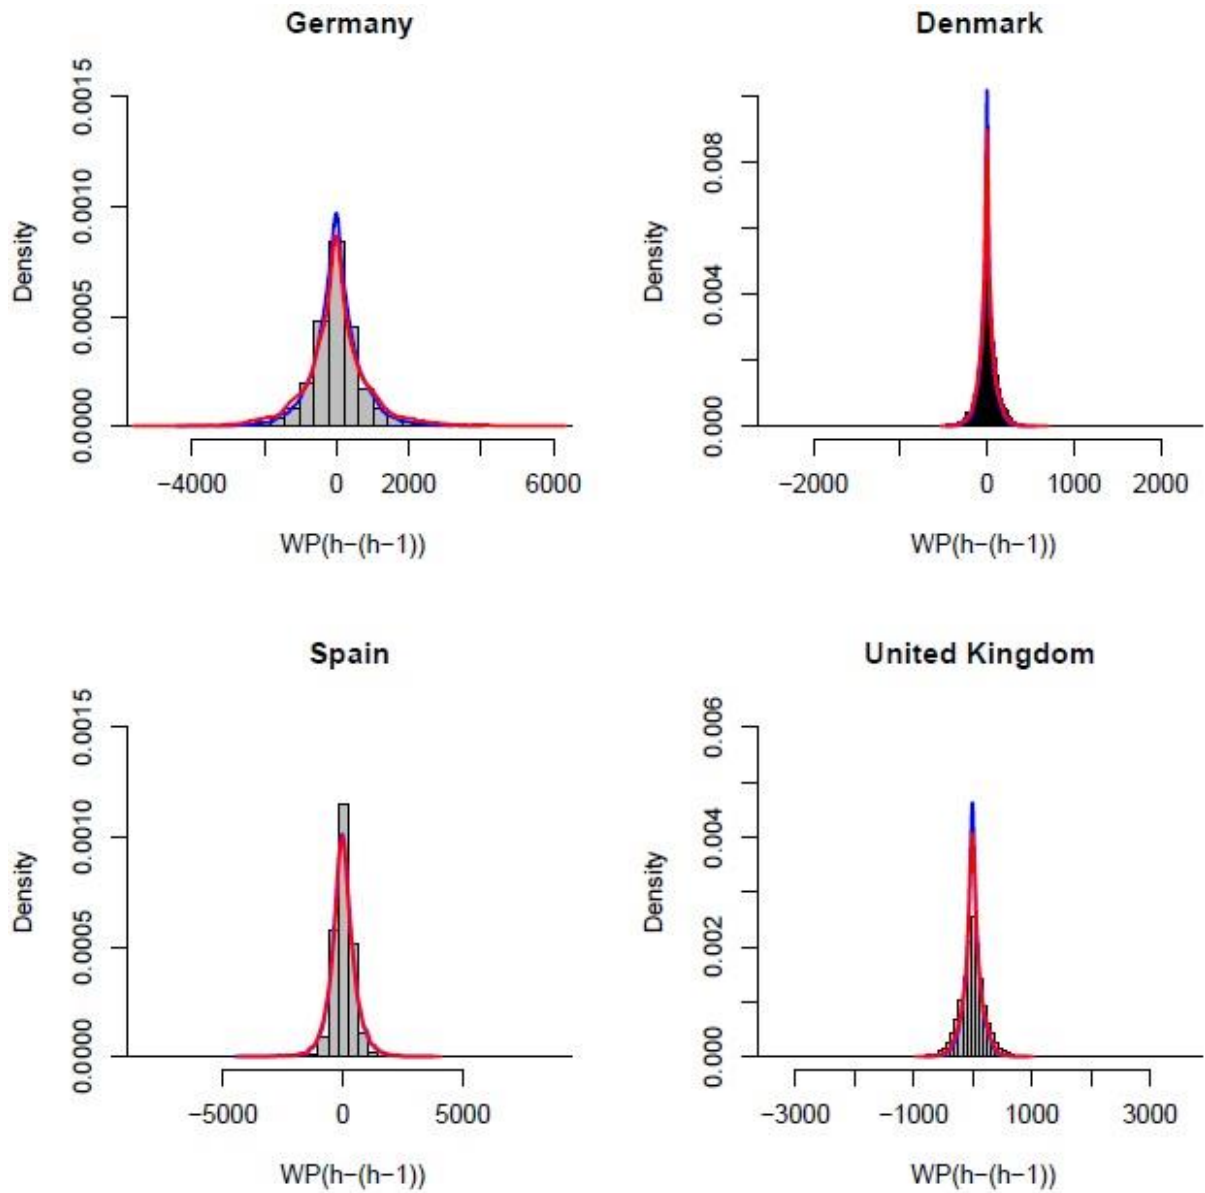 Germany
Density
0.0000 0.0005 0.0010 0.0015
−4000 0 2000 6000
WP(h−(h−1))
Denmark
Density
0.000 0.004 0.008
−2000 0 1000 2000
WP(h−(h−1))
Spain
Density
0.0000 0.0005 0.0010 0.0015
−5000 0 5000
WP(h−(h−1))
United Kingdom
Density
0.000 0.002 0.004 0.006
−3000 −1000 1000 3000
WP(h−(h−1))